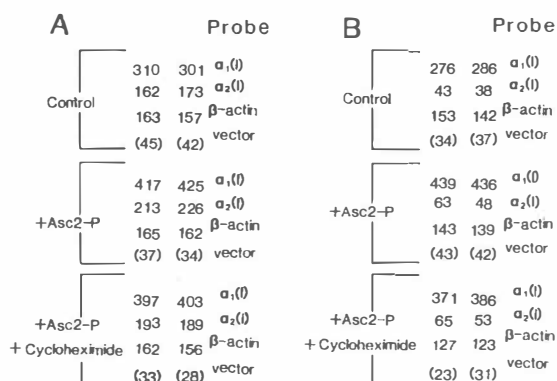 A Probe
310 301 α₁(I)
162 173 α₂(I)
Control
163 157 β-actin
(45) (42) vector
417 425 α₁(I)
213 226 α₂(I)
+Asc2-P
165 162 β-actin
(37) (34) vector
397 403 α₁(I)
+Asc2-P 193 189 α₂(I)
+ Cycloheximide 162 156 β-actin
(33) (28) vector
B Probe
276 286 α₁(I)
43 38 α₂(I)
Control
153 142 β-actin
(34) (37) vector
439 436 α₁(I)
63 48 α₂(I)
+Asc2-P
143 139 β-actin
(43) (42) vector
371 386 α₁(I)
+Asc2-P 65 53 α₂(I)
+ Cycloheximide 127 123 β-actin
(23) (31) vector